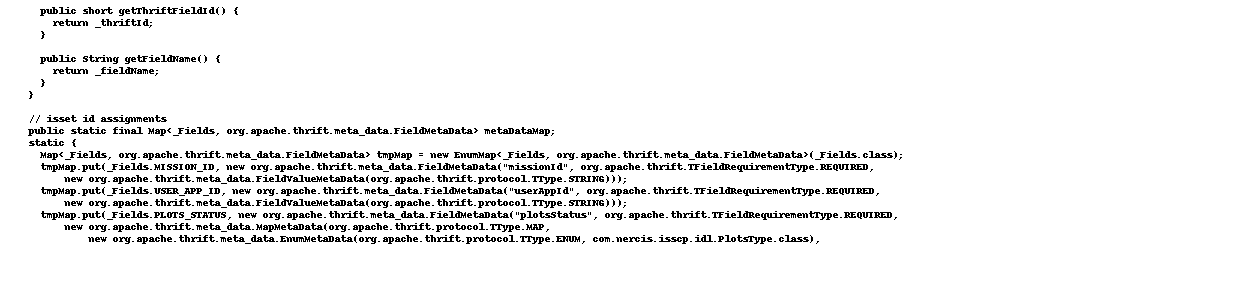 public short getThriftFieldId() {
return _thriftId;
}
public String getFieldName() {
return _fieldName;
}
}
// isset id assignments
public static final Map<_Fields, org.apache.thrift.meta_data.FieldMetaData> metaDataMap;
static {
Map<_Fields, org.apache.thrift.meta_data.FieldMetaData> tmpMap = new EnumMap<_Fields, org.apache.thrift.meta_data.FieldMetaData>(_Fields.class);
tmpMap.put(_Fields.MISSION_ID, new org.apache.thrift.meta_data.FieldMetaData("missionId", org.apache.thrift.TFieldRequirementType.REQUIRED,
new org.apache.thrift.meta_data.FieldValueMetaData(org.apache.thrift.protocol.TType.STRING)));
tmpMap.put(_Fields.USER_APP_ID, new org.apache.thrift.meta_data.FieldMetaData("userAppId", org.apache.thrift.TFieldRequirementType.REQUIRED,
new org.apache.thrift.meta_data.FieldValueMetaData(org.apache.thrift.protocol.TType.STRING)));
tmpMap.put(_Fields.PLOTS_STATUS, new org.apache.thrift.meta_data.FieldMetaData("plotsStatus", org.apache.thrift.TFieldRequirementType.REQUIRED,
new org.apache.thrift.meta_data.MapMetaData(org.apache.thrift.protocol.TType.MAP,
new org.apache.thrift.meta_data.EnumMetaData(org.apache.thrift.protocol.TType.ENUM, com.nercis.isscp.idl.PlotsType.class),